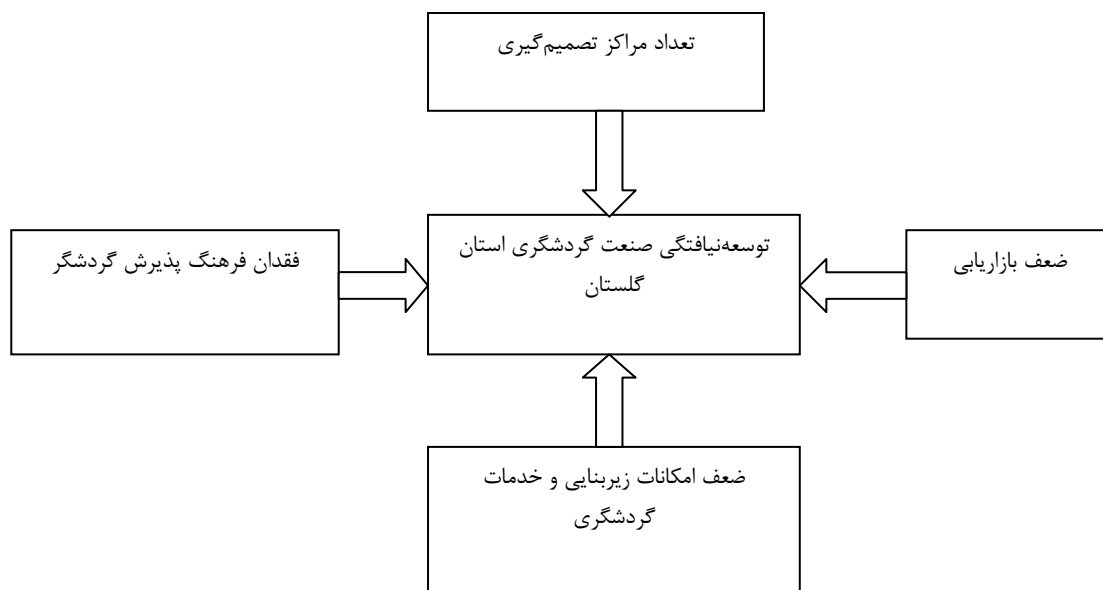 تعداد مراکز تصمیم‌گیری
توسعه‌نیافتگی صنعت گردشگری استان
گلستان
ضعف بازاریابی
فقدان فرهنگ پذیرش گردشگر
ضعف امکانات زیربنایی و خدمات
گردشگری